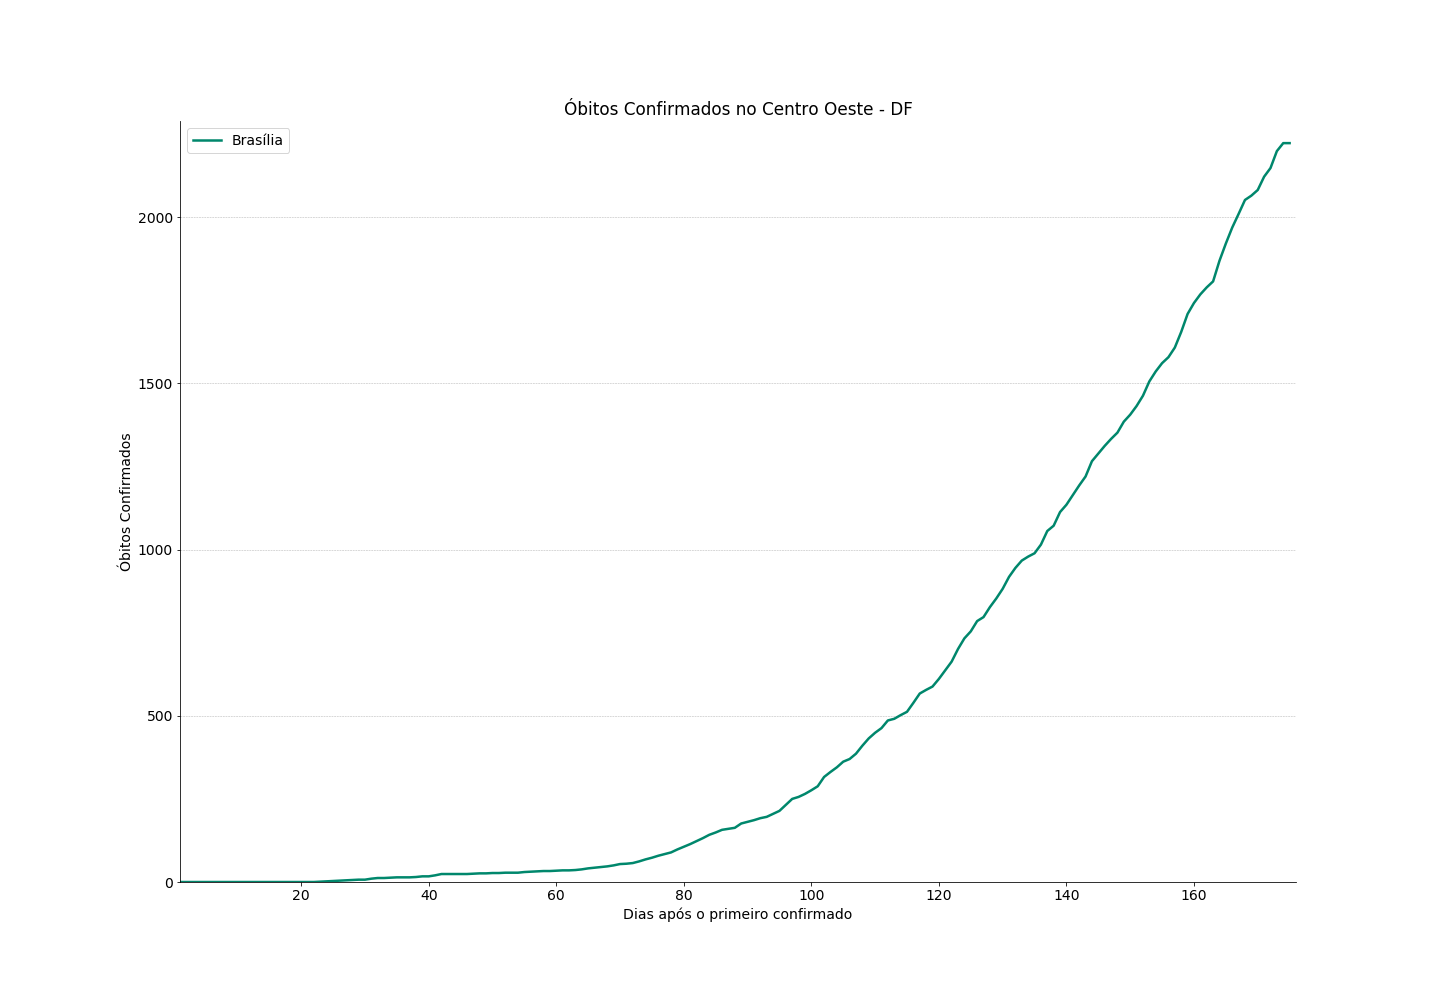 Óbitos Confirmados no Centro Oeste - DF
Brasília
2000
1500
1000
500
0
Óbitos Confirmados
20 40 60 80 100 120 140 160
Dias após o primeiro confirmado